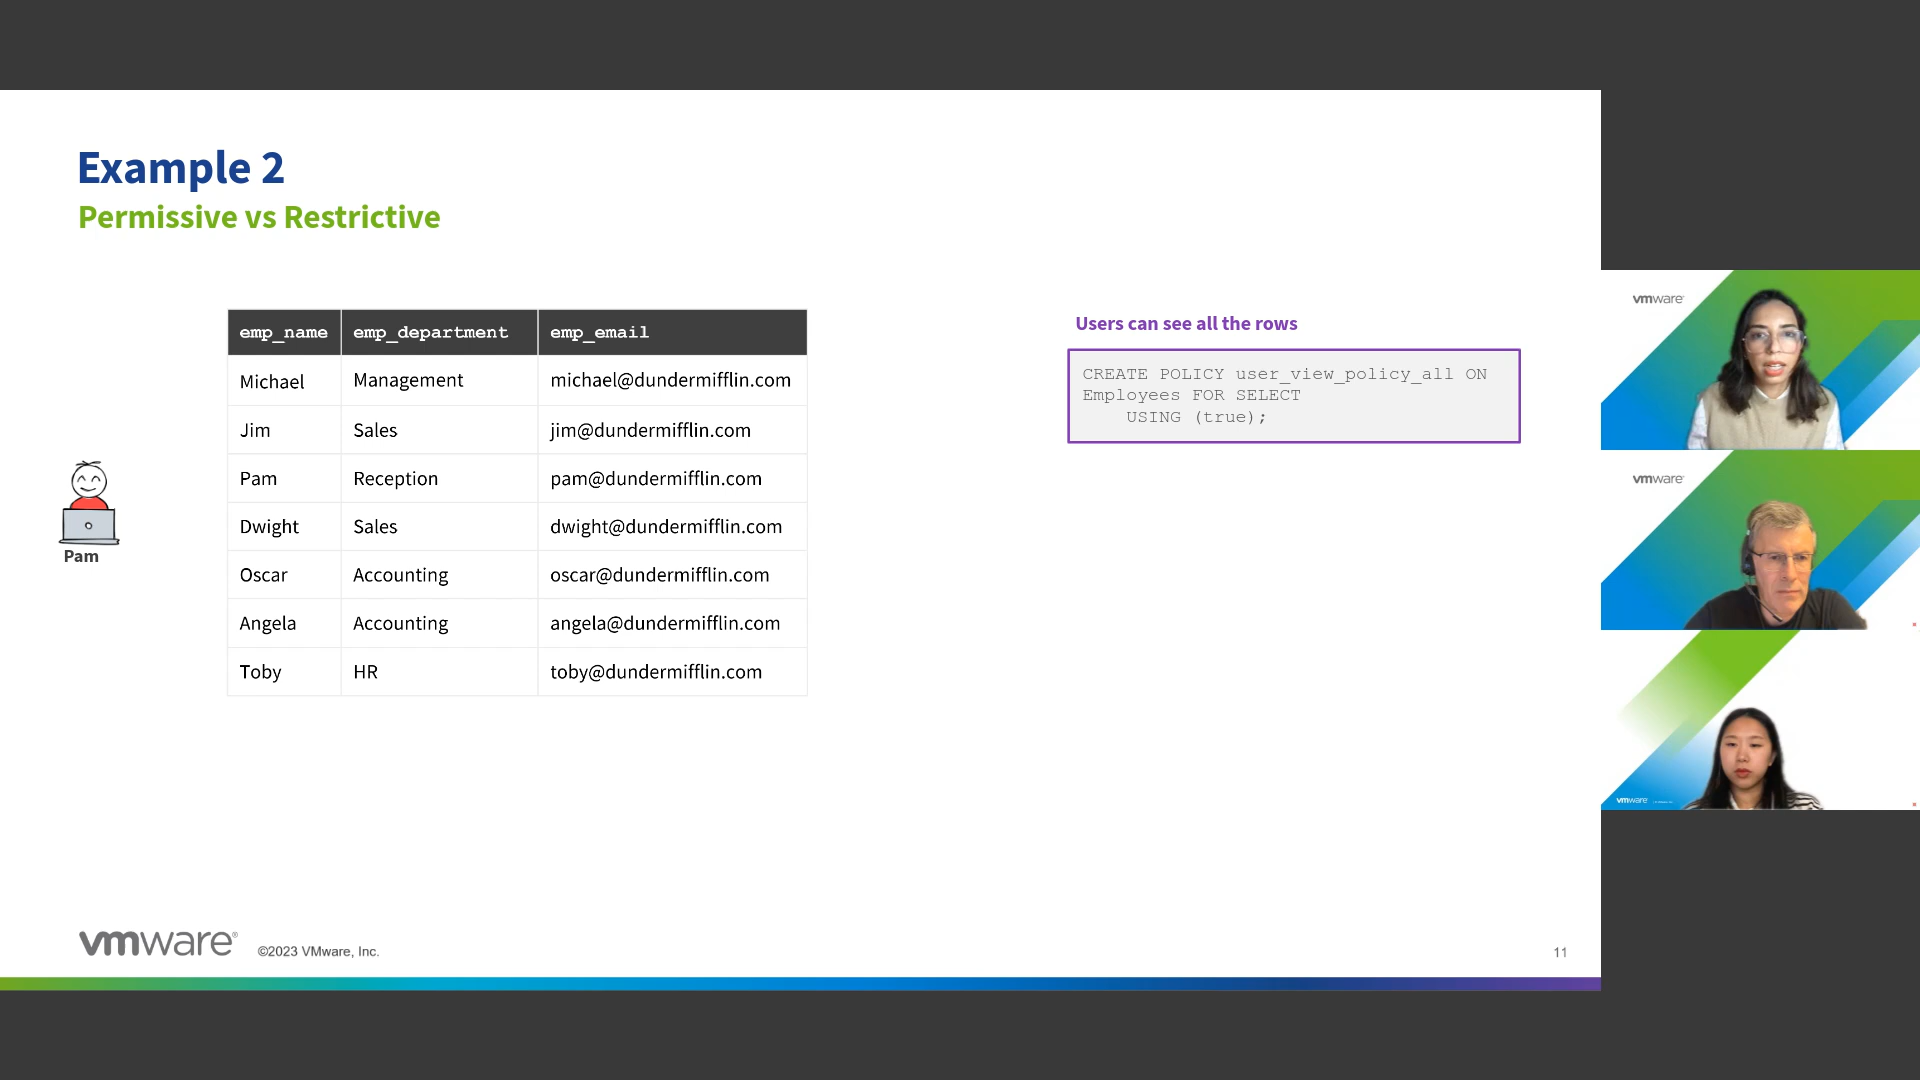 Example 2
Permissive vs Restrictive
emp_name emp_department emp_email
Michael Management michael@dundermifflin.com
Jim Sales jim@dundermifflin.com
Pam Reception pam@dundermifflin.com
Dwight Sales dwight@dundermifflin.com
Oscar Accounting oscar@dundermifflin.com
Angela Accounting angela@dundermifflin.com
Toby HR toby@dundermifflin.com
Pam
Users can see all the rows
CREATE POLICY user_view_policy_all ON
Employees FOR SELECT
USING (true);
vmware® ©2023 VMware, Inc.
11
vmware
vmware
vmware